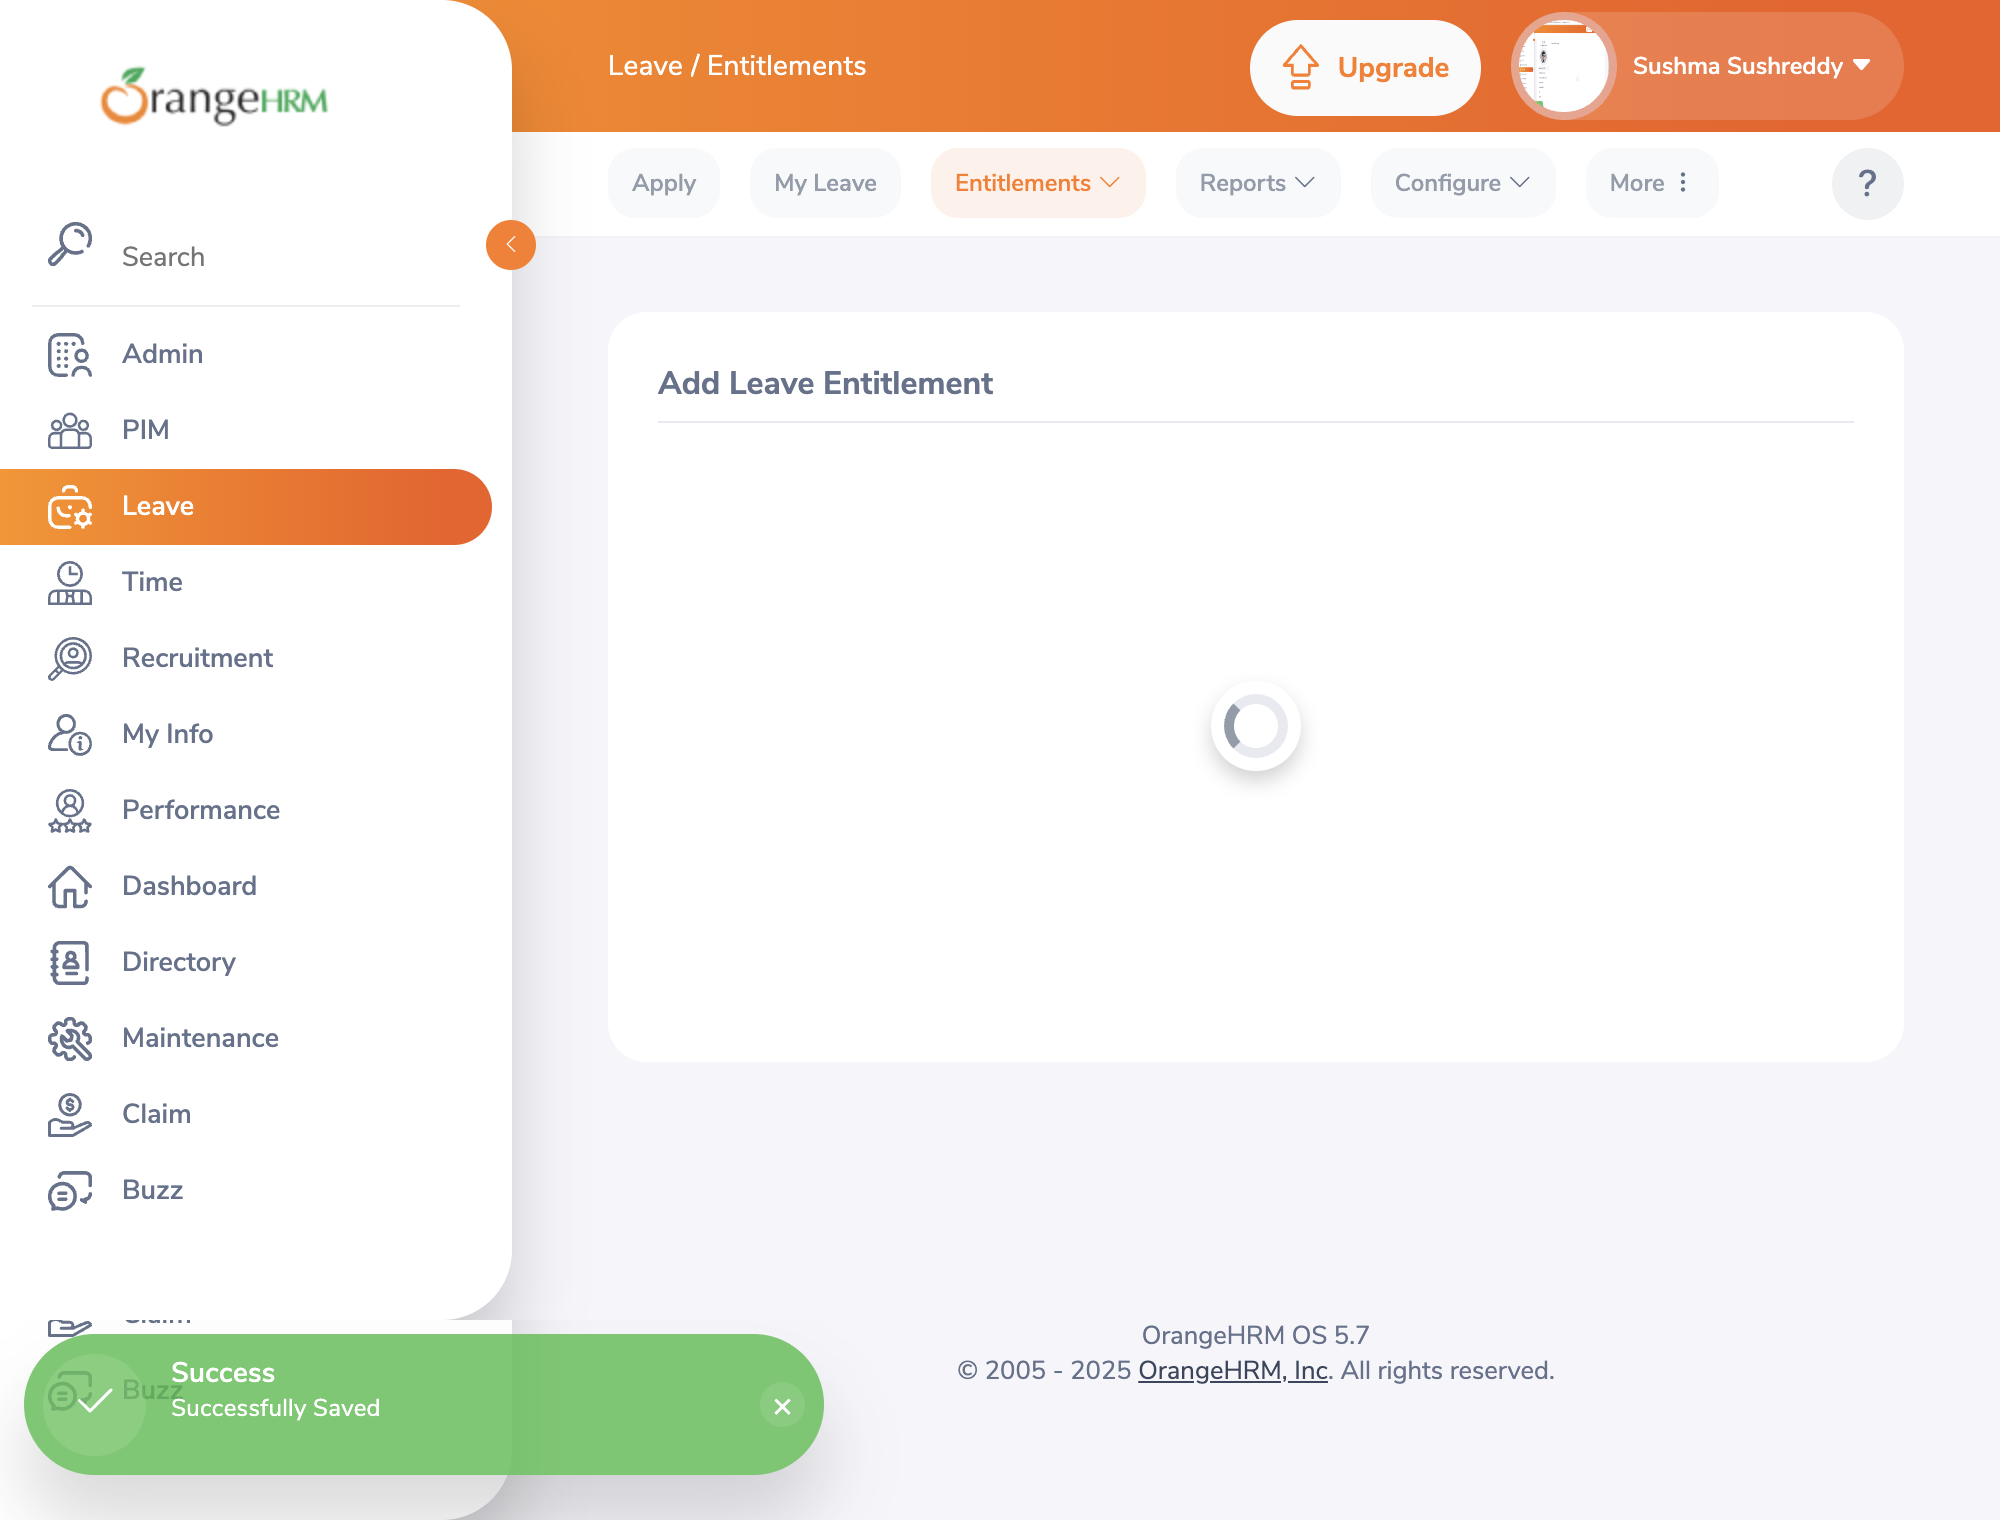 OrangeHRM
Leave / Entitlements
Upgrade
Sushma Sushreddy
Apply
My Leave
Entitlements
Reports
Configure
More
?
Search
Admin
PIM
Leave
Time
Recruitment
My Info
Performance
Dashboard
Directory
Maintenance
Claim
Buzz
Add Leave Entitlement
Claim
Buzz
Success
Successfully Saved
OrangeHRM OS 5.7
© 2005 - 2025 OrangeHRM, Inc. All rights reserved.